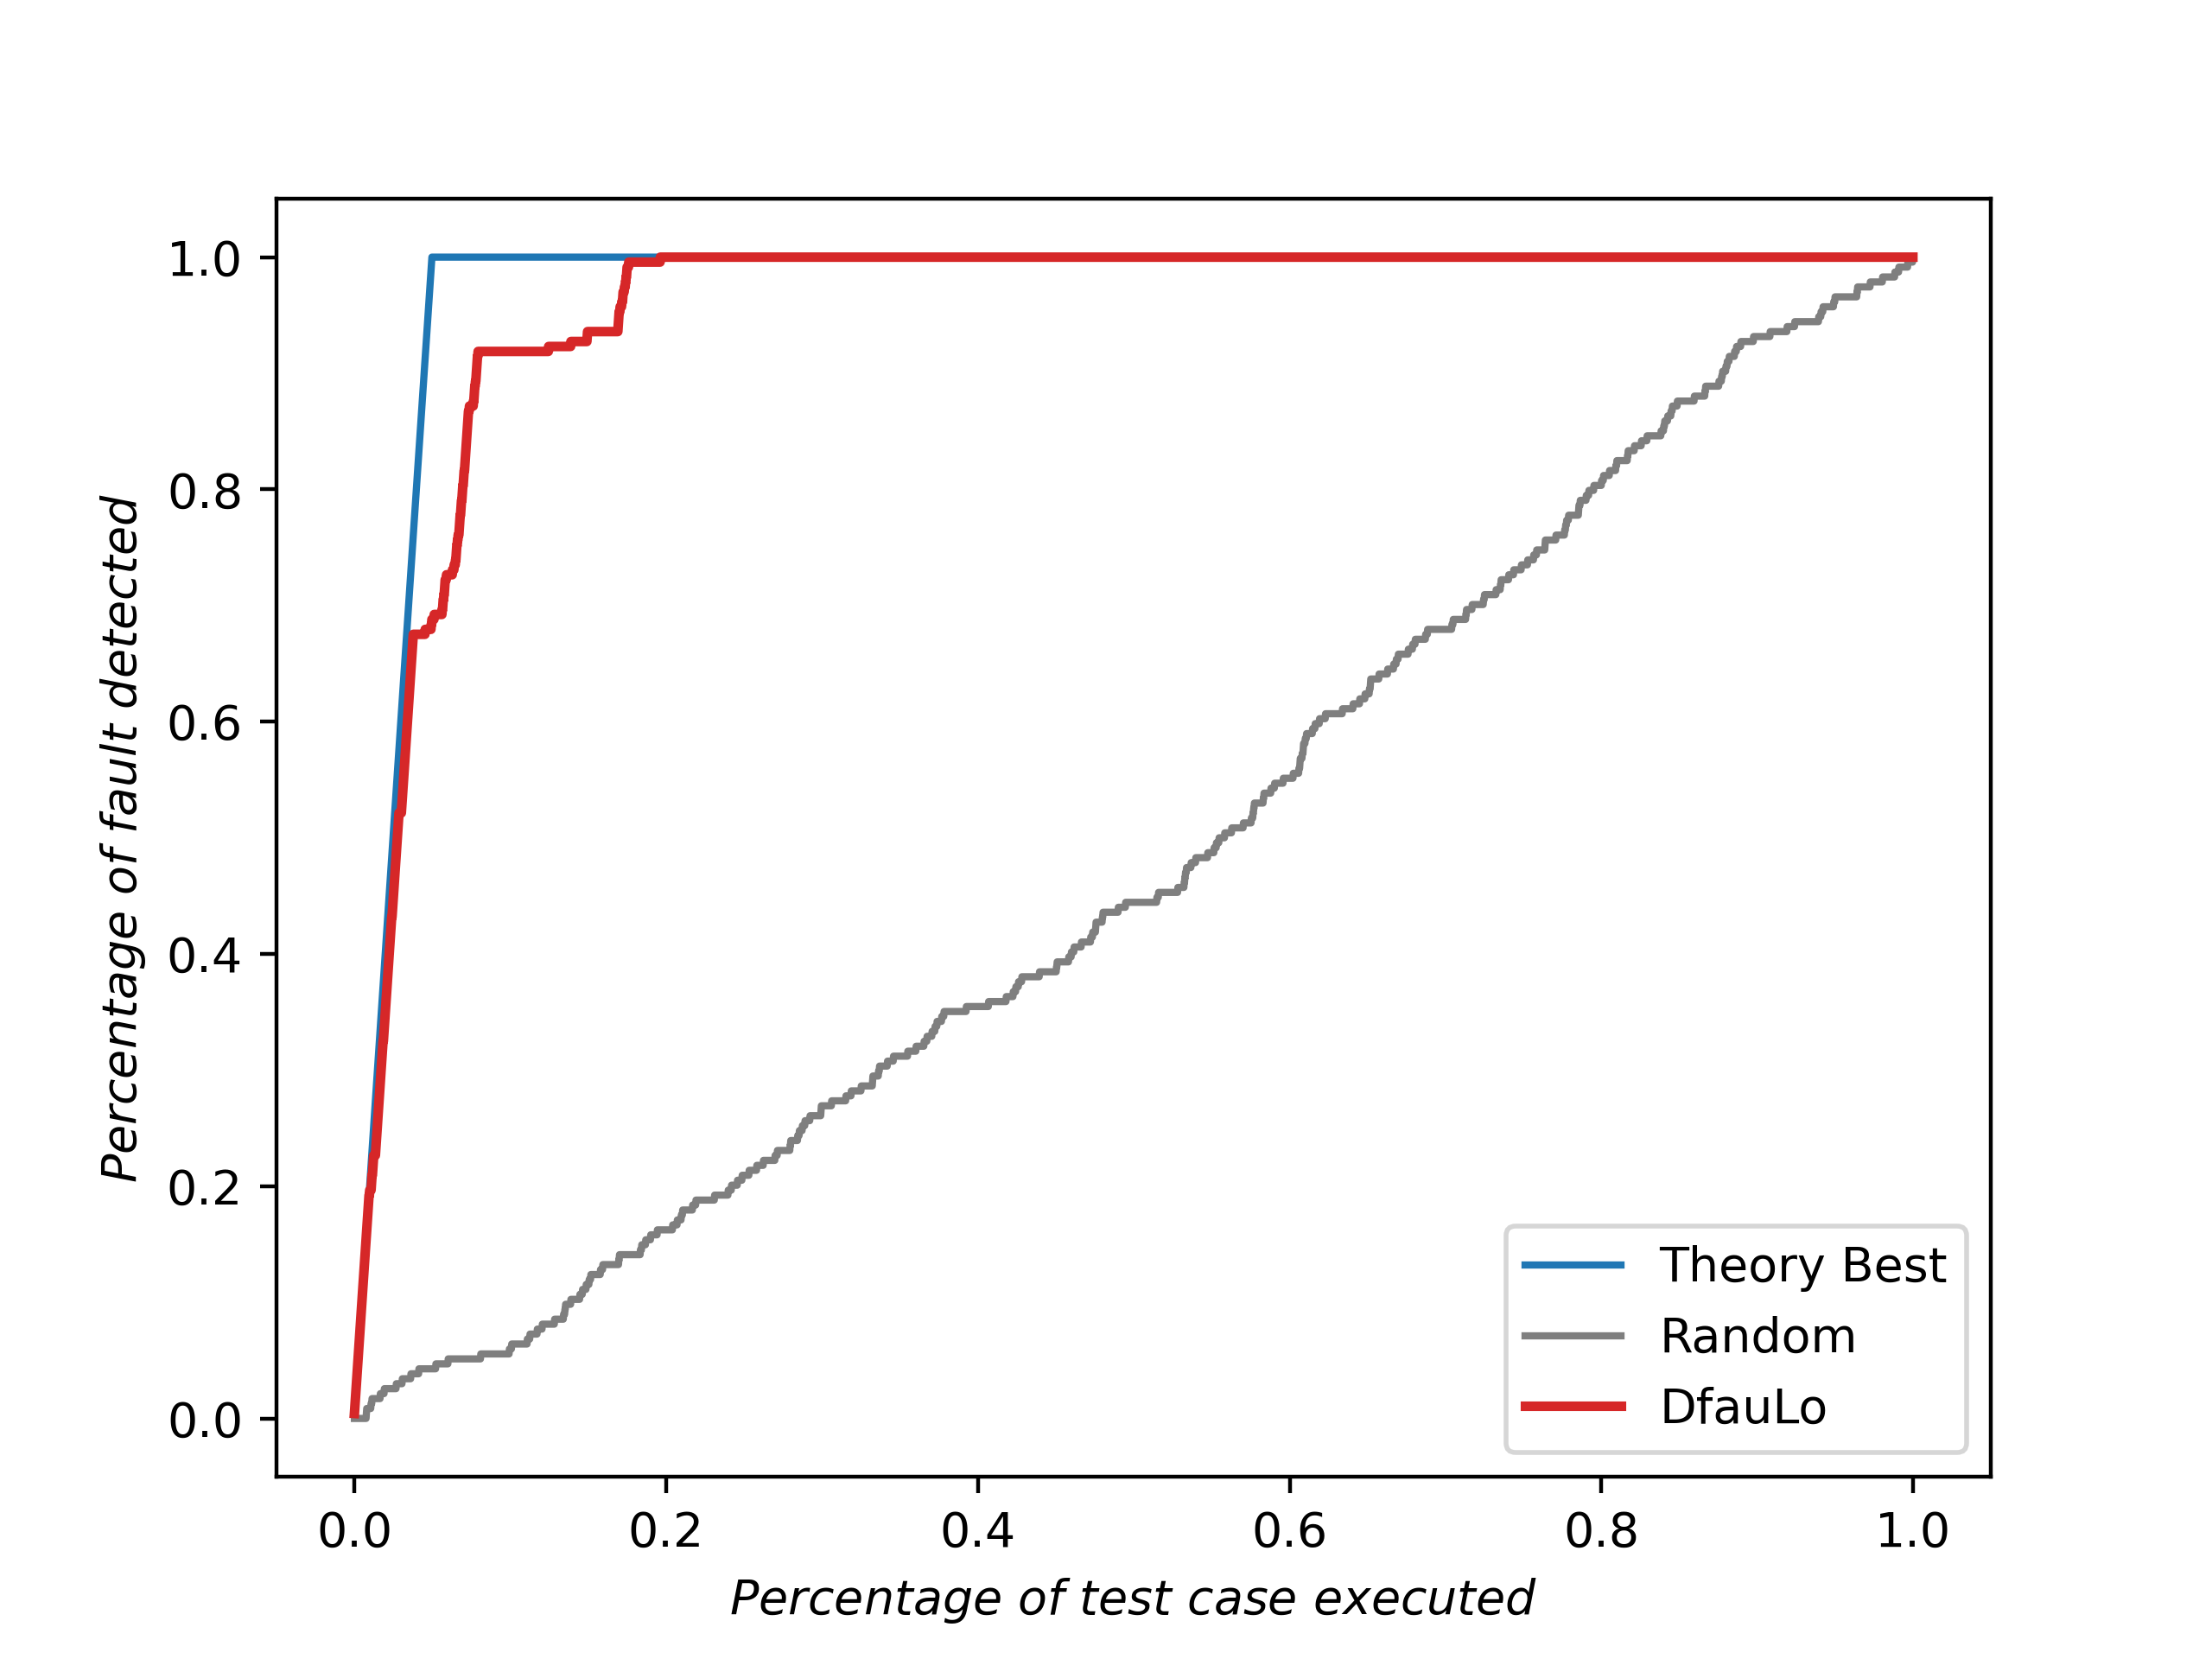 1.0
0.8
0.6
0.4
0.2
0.0
Percentage of fault detected
0.0 0.2 0.4 0.6 0.8 1.0
Percentage of test case executed
Theory Best
Random
DfauLo